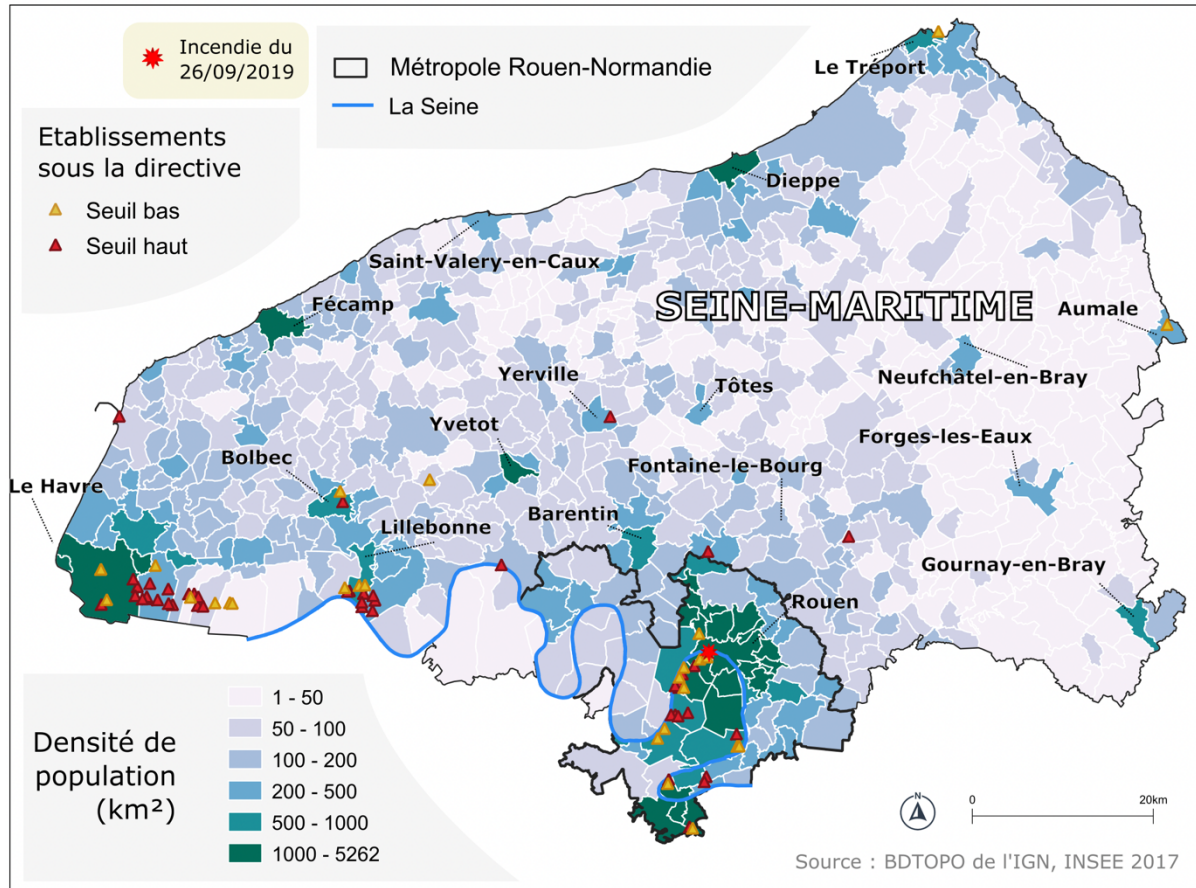 Incendie du
26/09/2019
Métropole Rouen-Normandie
La Seine
Etablissements
sous la directive
Seuil bas
Seuil haut
Le Tréport
Dieppe
Saint-Valery-en-Caux
Fécamp
SEINE-MARITIME
Aumale
Neufchâtel-en-Bray
Yerville
Tôtes
Yvetot
Forges-les-Eaux
Bolbec
Fontaine-le-Bourg
Le Havre
Lillebonne
Barentin
Gournay-en-Bray
Rouen
Densité de
population
(km²)
1 - 50
50 - 100
100 - 200
200 - 500
500 - 1000
1000 - 5262
N
0 20km
Source : BDTOPO de l'IGN, INSEE 2017